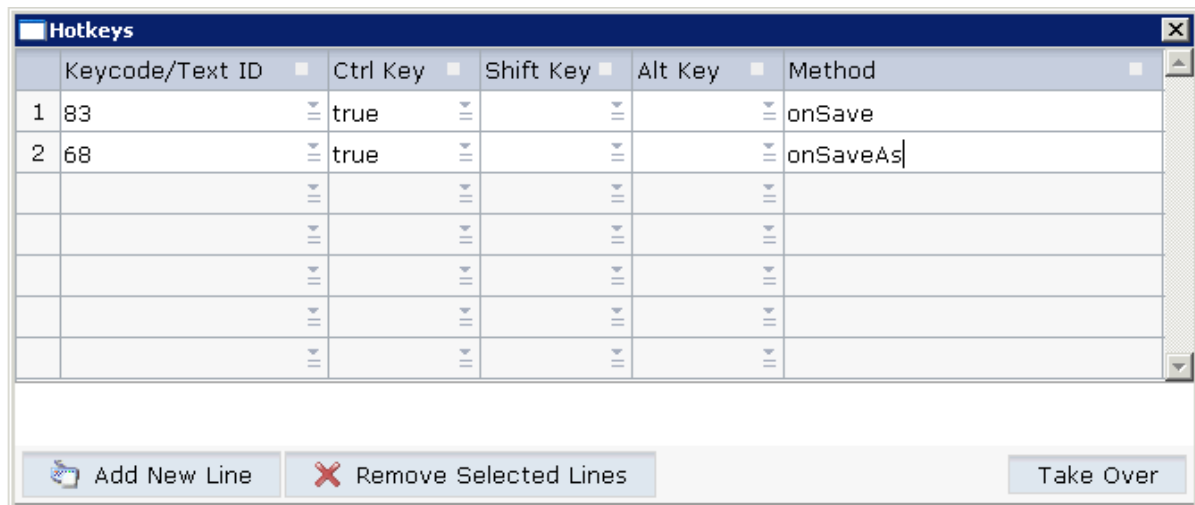 Hotkeys
Keycode/Text ID Ctrl Key Shift Key Alt Key Method
1 83 true onSave
2 68 true onSaveAs
Add New Line Remove Selected Lines Take Over